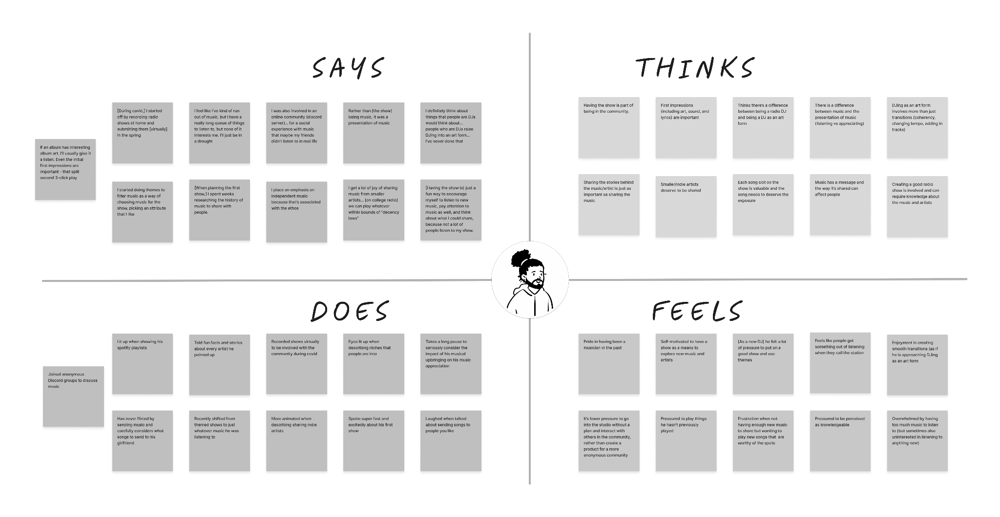 SAYS
[During covid,] I started
off by recording radio
shows at home and
submitting them [virtually]
in the spring
I feel like I've kind of run
out of music, but I have a
really long queue of things
to listen to, but none of it
interests me. I'll just be in
a drought
I was also involved in an
online community (discord
server)... for a social
experience with music
that maybe my friends
didn't listen to in real life
Rather than [the show]
being music, it was a
presentation of music
I definitely think about
things that people are DJs
would think about...
people who are DJs raise
DJing into an art form...
I've never done that
If an album has interesting
album art, I'll usually give it
a listen. Even the initial
first impressions are
important - that split
second 3-click play
I started doing themes to
filter music as a way of
choosing music for the
show, picking an attribute
that I like
[When planning the first
show,] I spent weeks
researching the history of
music to share with
people.
i place an emphasis on
independent music
because that's associated
with the ethos
I get a lot of joy of sharing
music from smaller
artists... [on college radio]
we can play whatever
within bounds of "decency
laws"
[Having the show is] just a
fun way to encourage
myself to listen to new
music, pay attention to
music as well, and think
about what I could share,
because not a lot of
people listen to my show.
THINKS
Having the show is part of
being in the community.
First impressions
(including art, sound, and
lyrics) are important
Thinks there's a difference
between being a radio DJ
and being a DJ as an art
form
There is a difference
between music and the
presentation of music
(listening vs appreciating)
DJing as an art form
involves more than just
transitions (coherency,
changing tempo, adding in
tracks)
Sharing the stories behind
the music/artist is just as
important as sharing the
music
Smaller/indie artists
deserve to be shared
Each song slot on the
show is valuable and the
song needs to deserve the
exposure
Music has a message and
the way it's shared can
affect people
Creating a good radio
show is involved and can
require knowledge about
the music and artists
DOES
Lit up when showing his
spotify playlists
Told fun facts and stories
about every artist he
pointed up
Recorded shows virtually
to be involved with the
community during covid
Eyes lit up when
describing niches that
people are into
Takes a long pause to
seriously consider the
impact of his musical
upbringing on his music
appreciation
Joined anonymous
Discord groups to discuss
music
Has never flirted by
sending music and
carefully considers what
songs to send to his
girlfriend
Recently shifted from
themed shows to just
whatever music he was
listening to
More animated when
describing sharing indie
artists
Spoke super fast and
excitedly about his first
show
Laughed when talked
about sending songs to
people you like
FEELS
Pride in having been a
musician in the past
Self-motivated to have a
show as a means to
explore new music and
artists
[As a new DJ] he felt a lot
of pressure to put on a
good show and use
themes
Feels like people get
something out of listening
when they call the station
Enjoyment in creating
smooth transitions (as if
he is approaching DJing
as an art form
It's lower pressure to go
into the studio without a
plan and interact with
others in the community,
rather than create a
product for a more
anonymous community
Pressured to play things
he hasn't previously
played
Frustration when not
having enough new music
to share but wanting to
play new songs that are
worthy of the spots
Pressured to be perceived
as knowledgeable
Overwhelmed by having
too much music to listen
to (but sometimes also
uninterested in listening to
anything new)